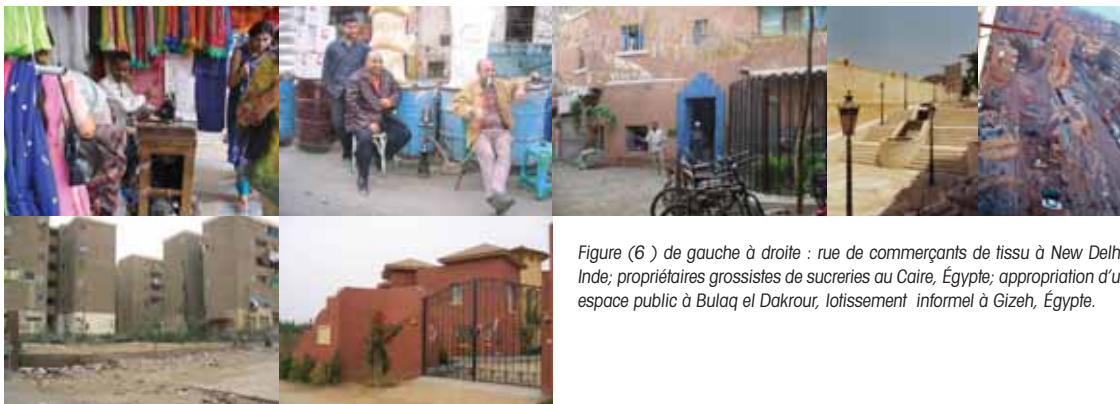 Figure (6 ) de gauche à droite : rue de commerçants de tissu à New Delh
Inde; propriétaires grossistes de sucreries au Caire, Égypte; appropriation d'u
espace public à Bulaq el Dakrour, lotissement informel à Gizeh, Égypte.